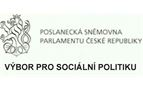 POSLANECKÁ SNĚMOVNA
PARLAMENTU ČESKÉ REPUBLIKY
VÝBOR PRO SOCIÁLNÍ POLITIKU